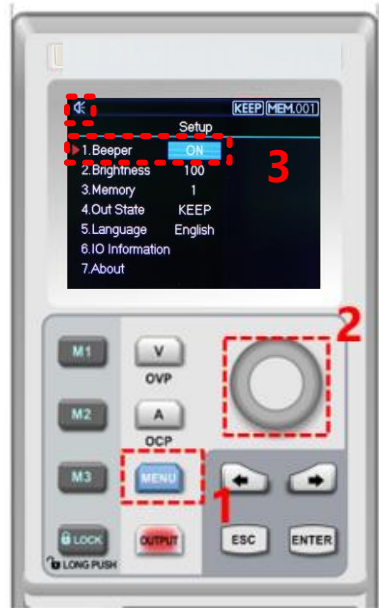 KEEP MEM.001
Setup
1.Beeper ON
2.Brightness 100
3.Memory 1
4.Out State KEEP
5.Language English
6.IO Information
7.About
3
2
M1 V
OVP
M2 A
OCP
M3 MENU
1
LOCK OUTPUT ESC ENTER
LONG PUSH